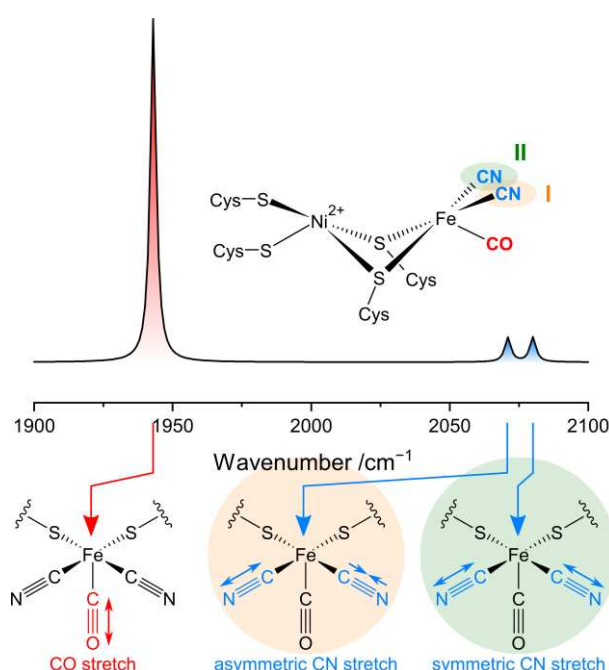 II
CN
CN
I
Cys
S
Ni2+
Fe
Cys
S
S
CO
S
Cys
Cys
1900
1950
2000
2050
2100
Wavenumber /cm−1
S
S
S
S
S
S
Fe
Fe
Fe
N
C
C
N
N
C
C
N
N
C
C
N
C
C
C
O
O
O
CO stretch
asymmetric CN stretch
symmetric CN stretch